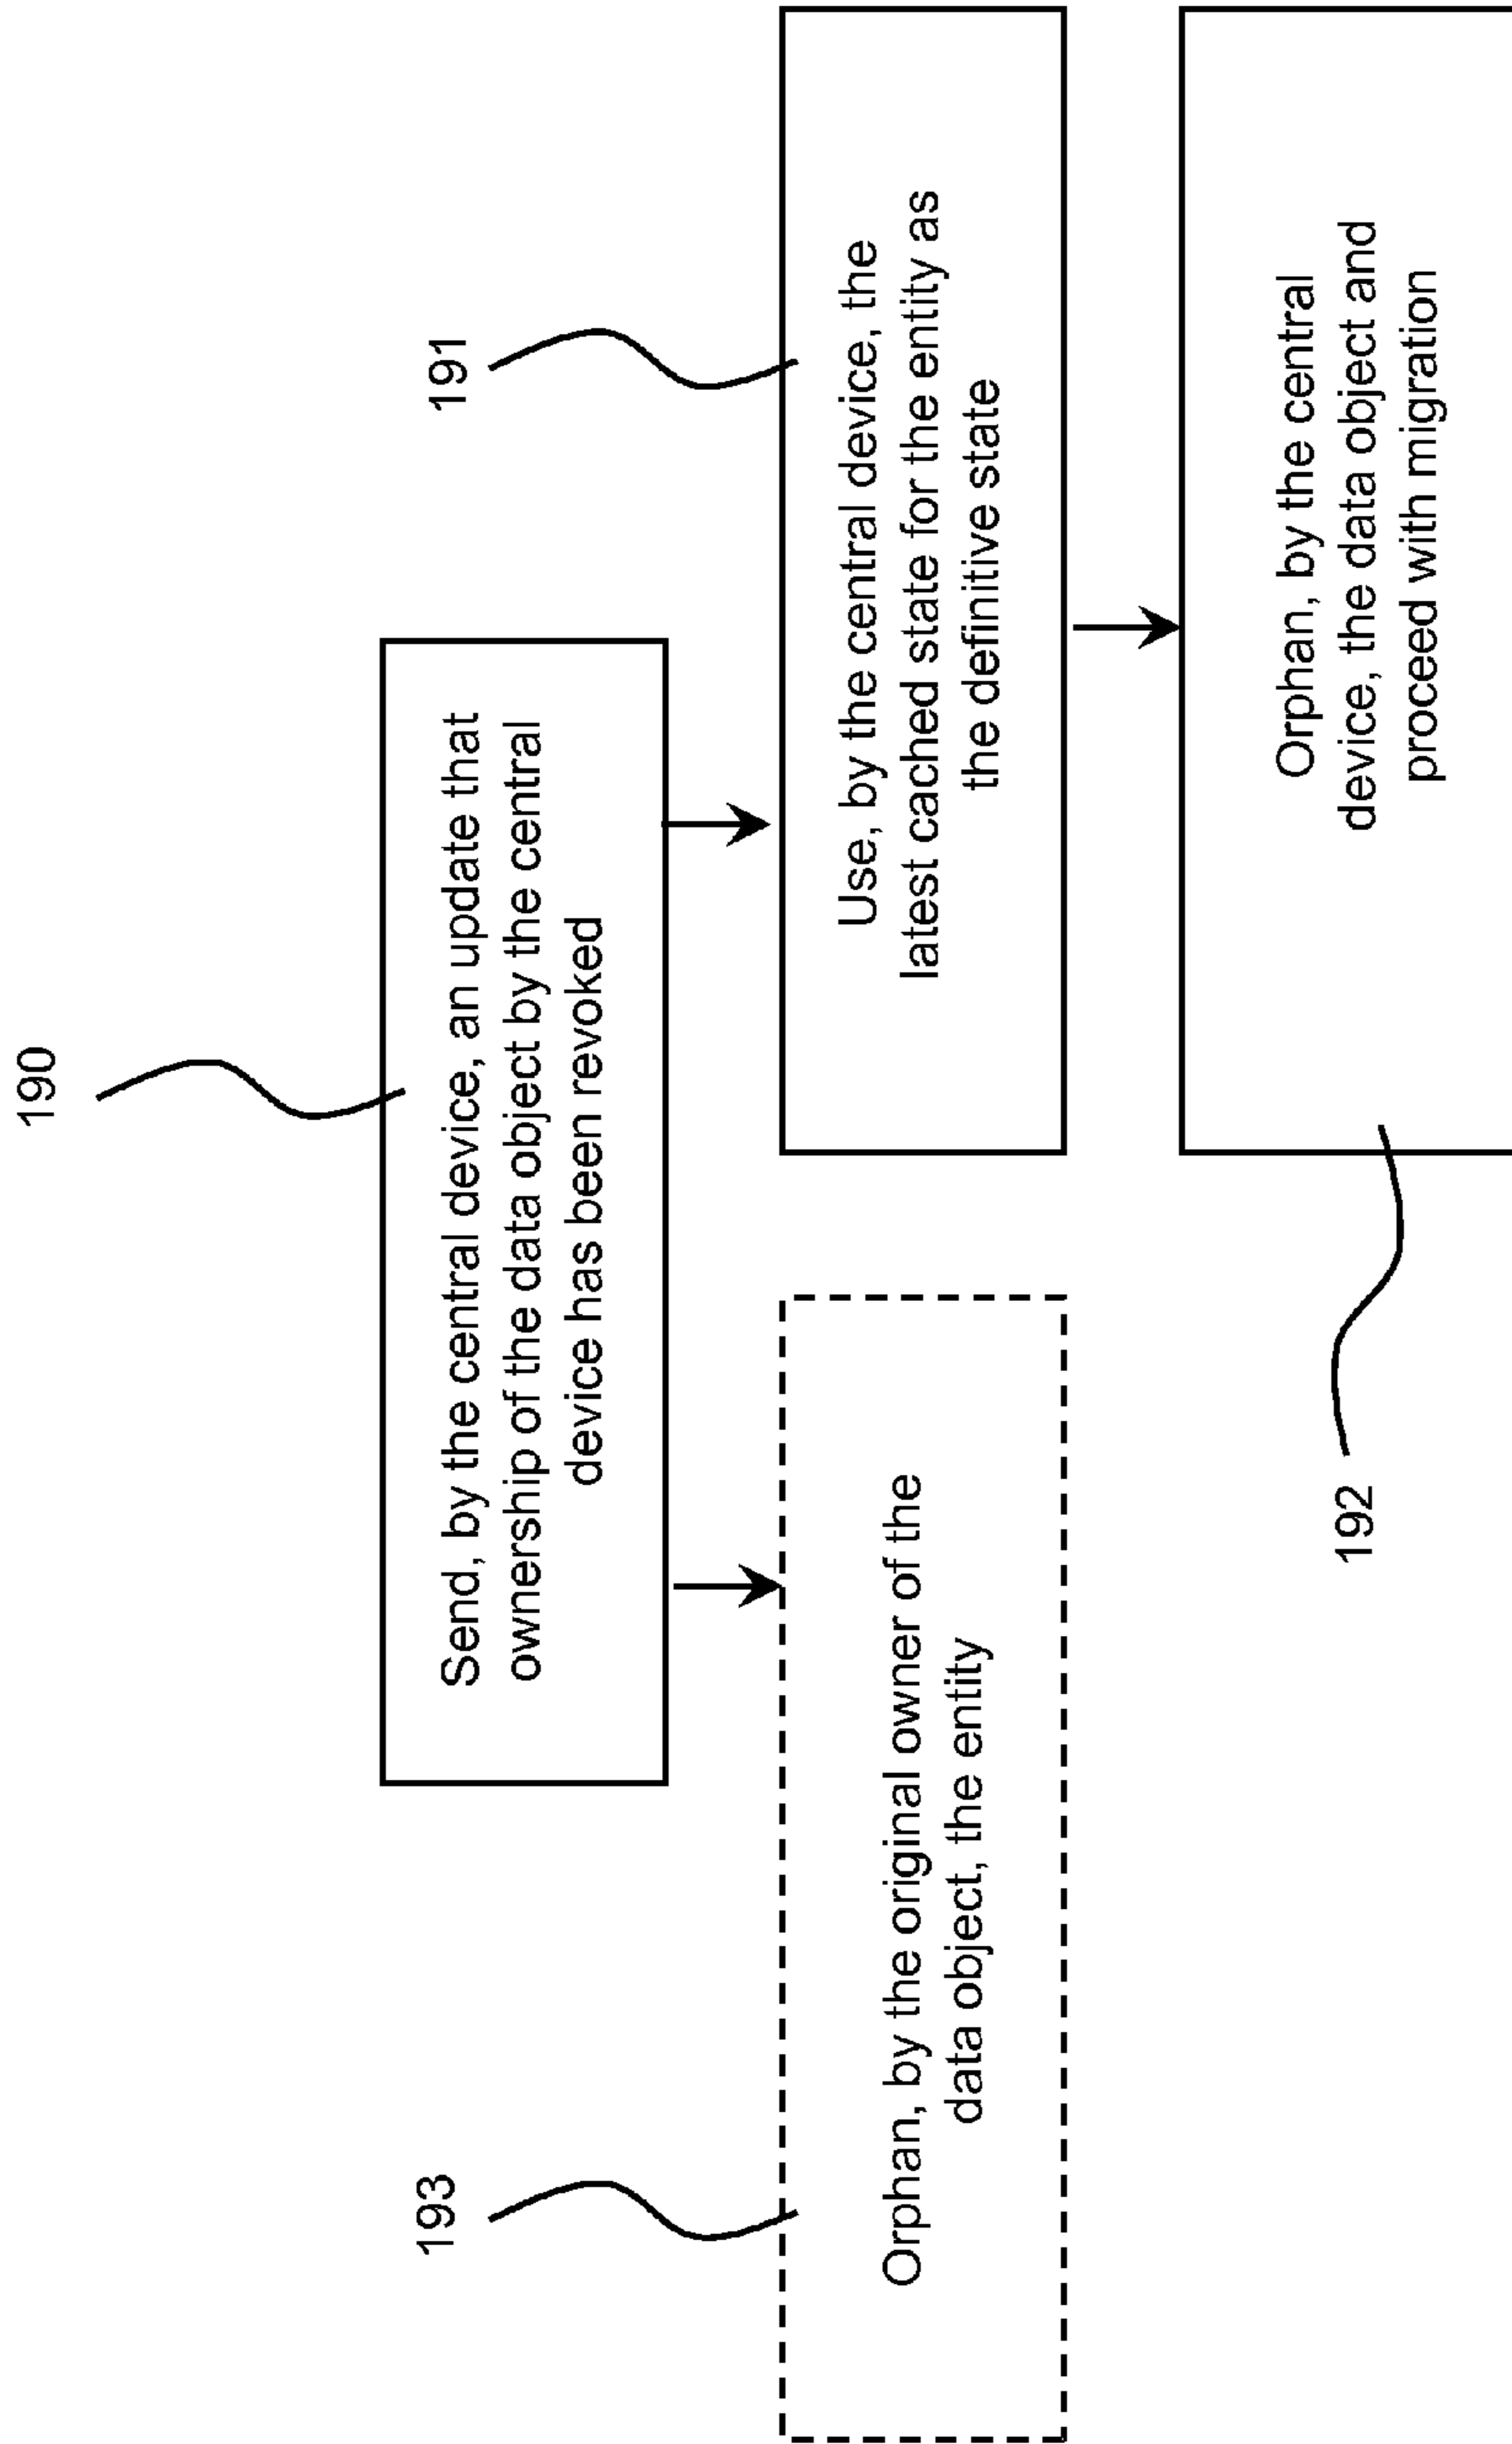 190
Send, by the central device, an update that
ownership of the data object by the central
device has been revoked
193
Orphan, by the original owner of the
data object, the entity
191
Use, by the central device, the
latest cached state for the entity as
the definitive state
192
Orphan, by the central
device, the data object and
proceed with migration